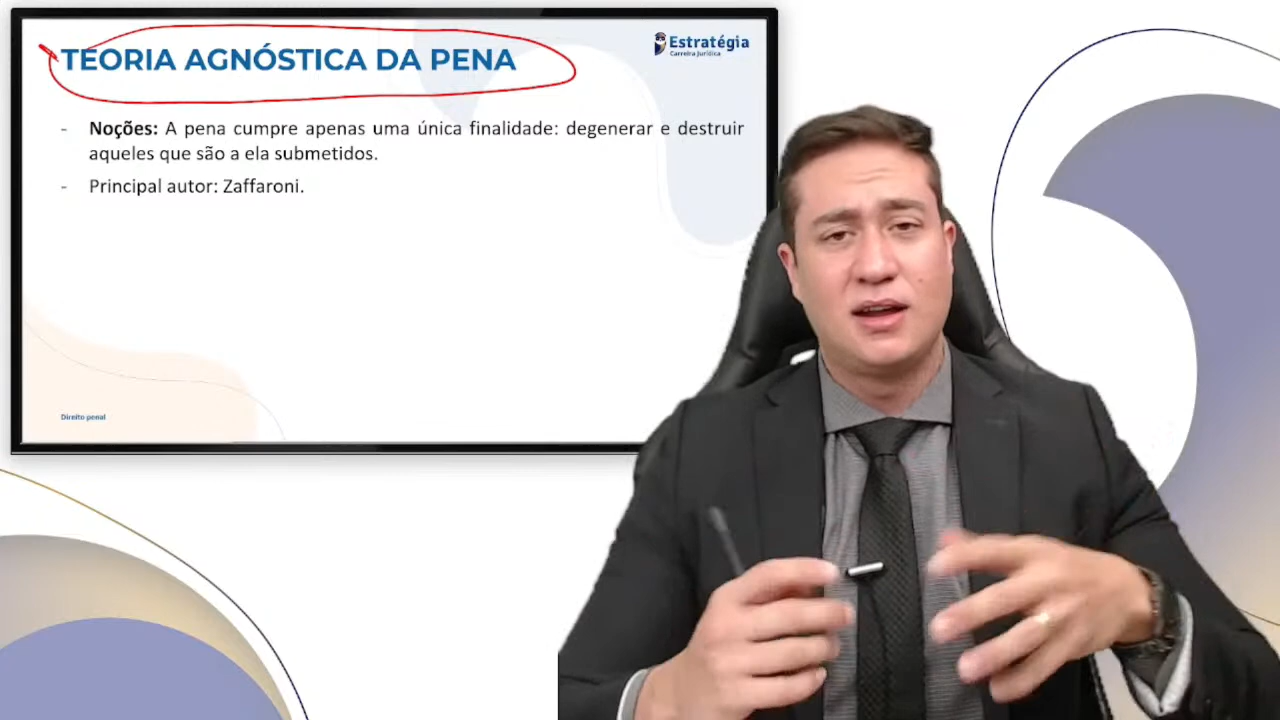 TEORIA AGNÓSTICA DA PENA
Estratégia
Carreira Jurídica
- Noções: A pena cumpre apenas uma única finalidade: degenerar e destruir
aqueles que são a ela submetidos.
- Principal autor: Zaffaroni.
Direito penal